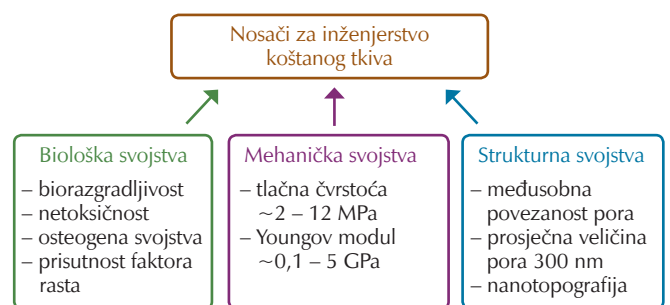 Nosači za inženjerstvo
koštanog tkiva
Biološka svojstva
– biorazgradljivost
– netoksičnost
– osteogena svojstva
– prisutnost faktora
rasta
Mehanička svojstva
– tlačna čvrstoća
~2 – 12 MPa
– Youngov modul
~0,1 – 5 GPa
Strukturna svojstva
– međusobna
povezanost pora
– prosječna veličina
pora 300 nm
– nanotopografija